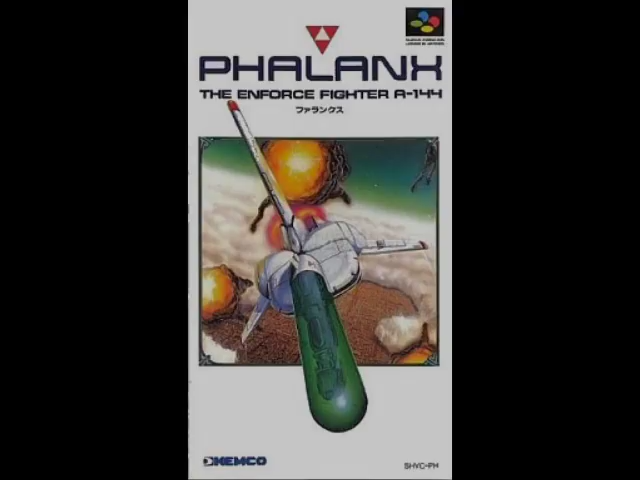 PHALANX
THE ENFORCE FIGHTER A-144
ファランクス
KEMCO
SHVC-PH